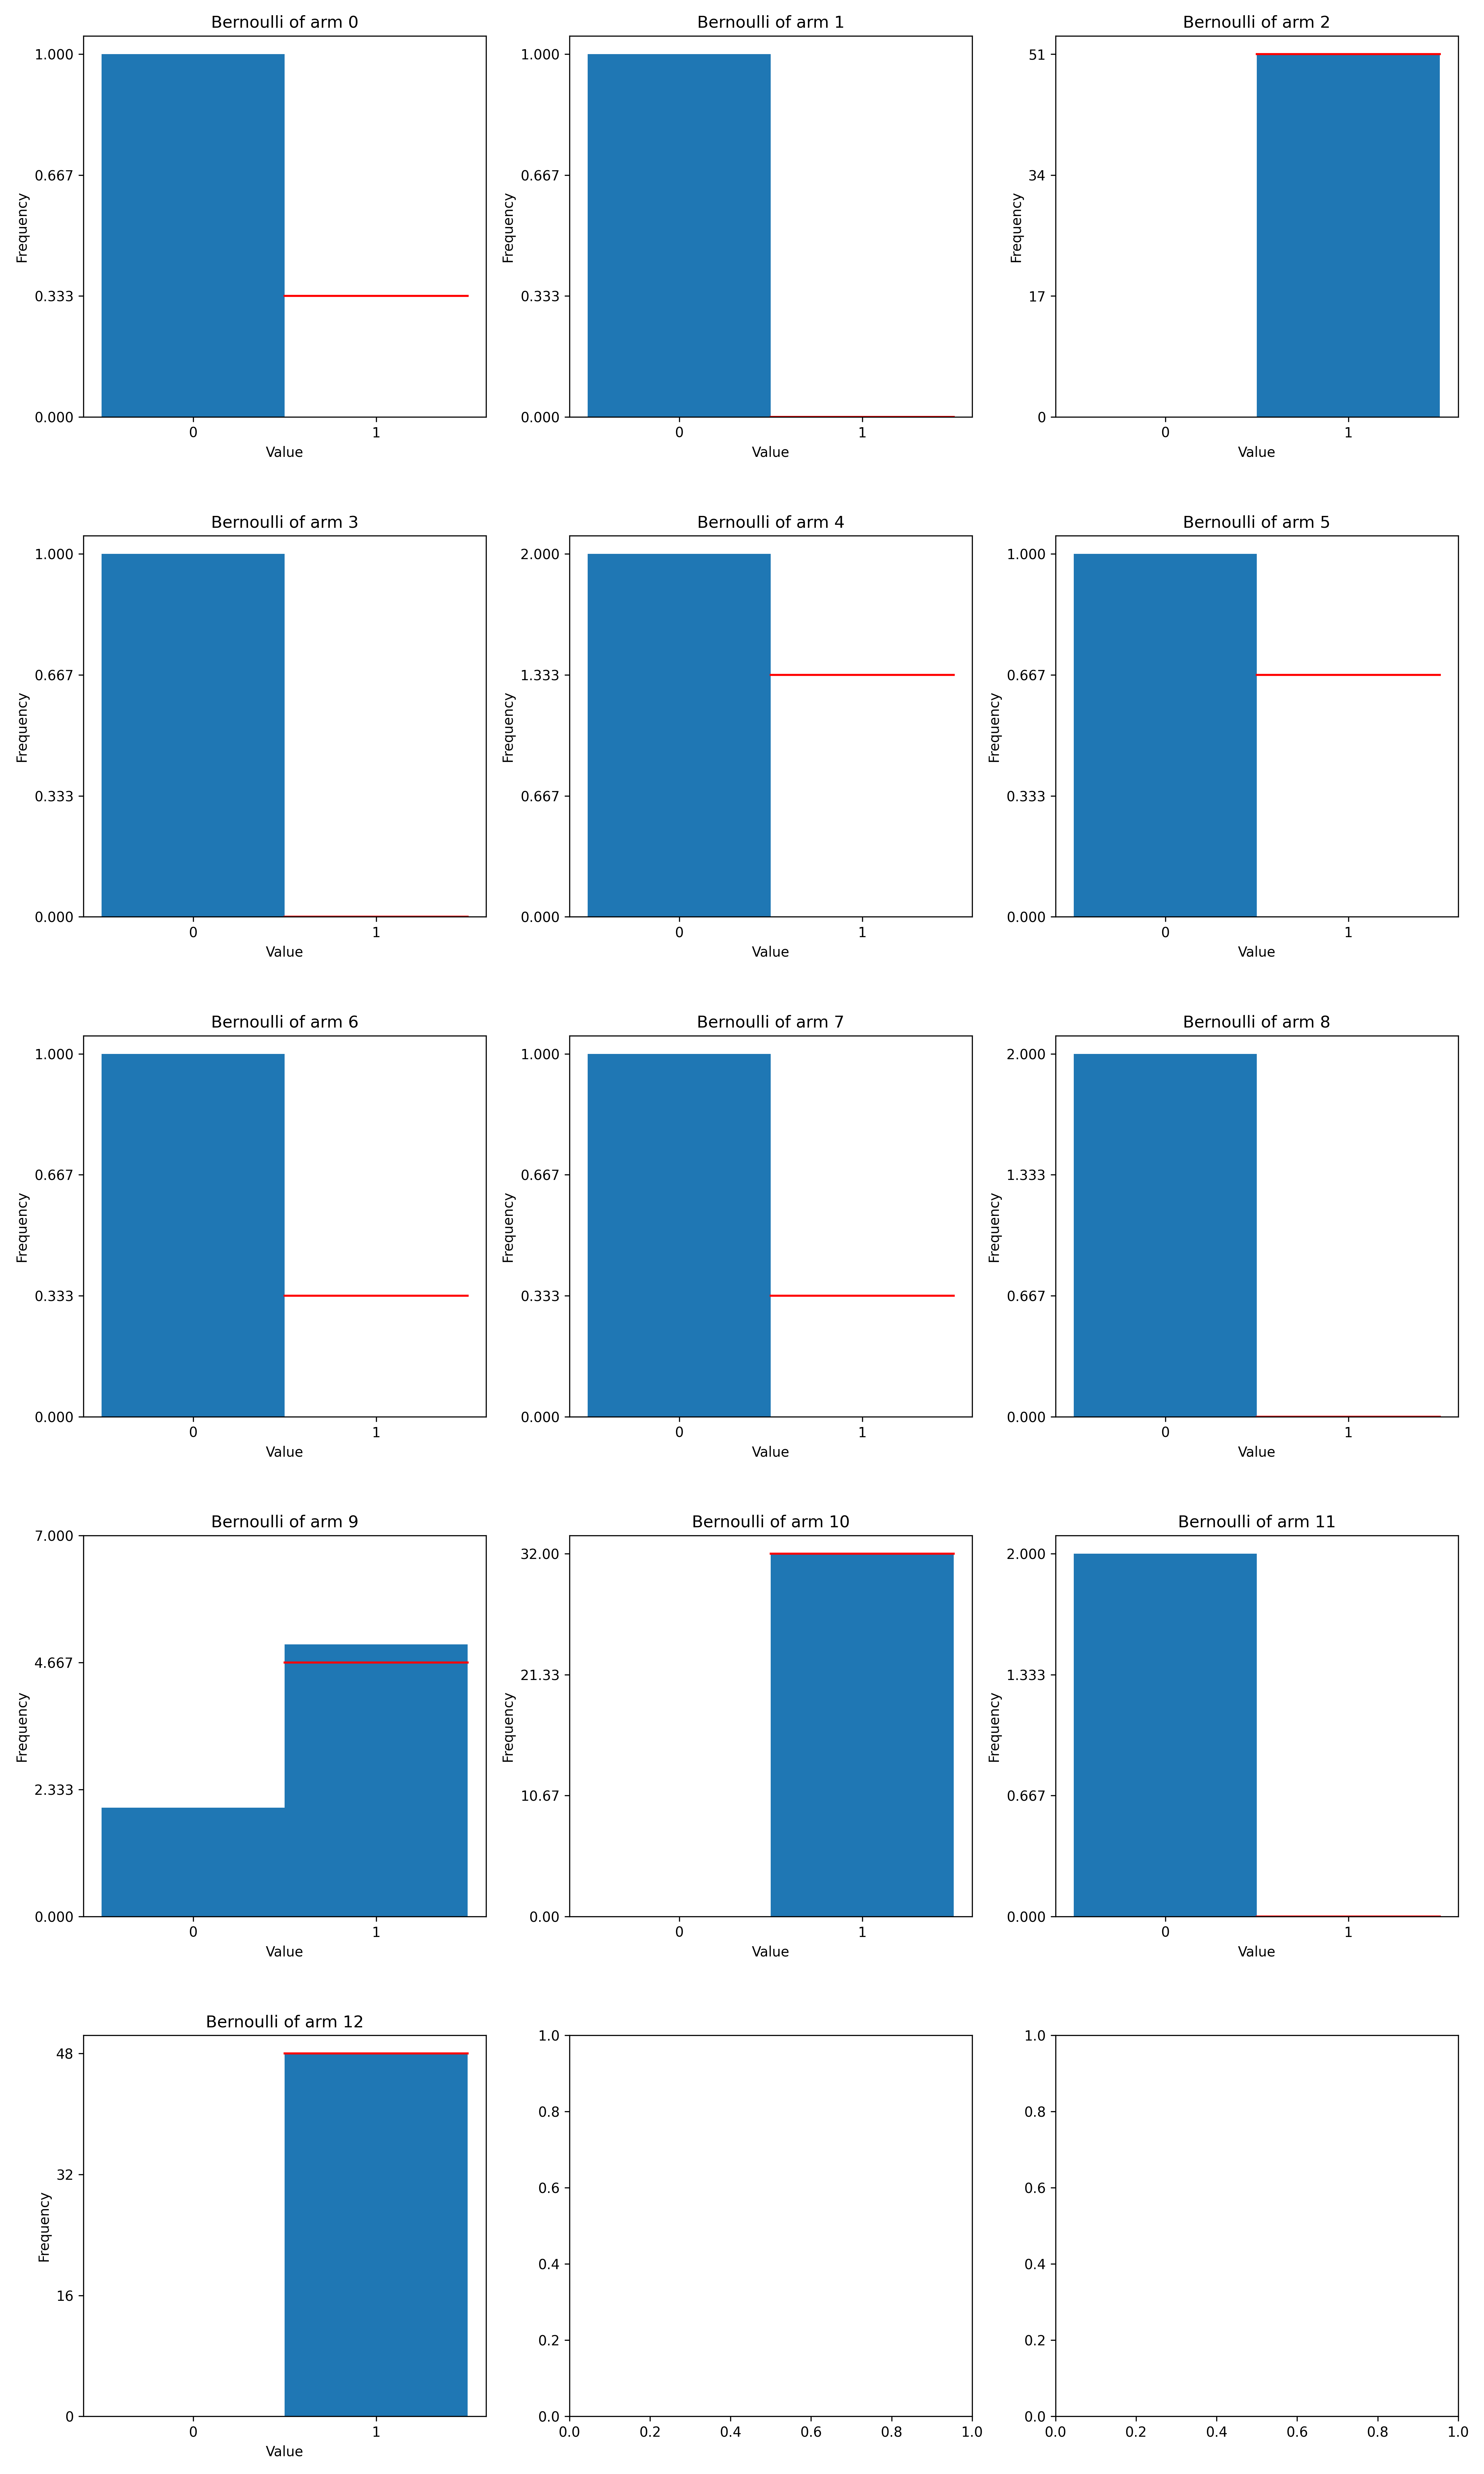 Bernoulli of arm 0
1.000
0.667
0.333
0.000
Frequency
0 1
Value
Bernoulli of arm 1
1.000
0.667
0.333
0.000
Frequency
0 1
Value
Bernoulli of arm 2
51
34
17
0
Frequency
0 1
Value
Bernoulli of arm 3
1.000
0.667
0.333
0.000
Frequency
0 1
Value
Bernoulli of arm 4
2.000
1.333
0.667
0.000
Frequency
0 1
Value
Bernoulli of arm 5
1.000
0.667
0.333
0.000
Frequency
0 1
Value
Bernoulli of arm 6
1.000
0.667
0.333
0.000
Frequency
0 1
Value
Bernoulli of arm 7
1.000
0.667
0.333
0.000
Frequency
0 1
Value
Bernoulli of arm 8
2.000
1.333
0.667
0.000
Frequency
0 1
Value
Bernoulli of arm 9
7.000
4.667
2.333
0.000
Frequency
0 1
Value
Bernoulli of arm 10
32.00
21.33
10.67
0.00
Frequency
0 1
Value
Bernoulli of arm 11
2.000
1.333
0.667
0.000
Frequency
0 1
Value
Bernoulli of arm 12
48
32
16
0
Frequency
0 1
Value
1.0
0.8
0.6
0.4
0.2
0.0
0.0 0.2 0.4 0.6 0.8 1.0
1.0
0.8
0.6
0.4
0.2
0.0
0.0 0.2 0.4 0.6 0.8 1.0